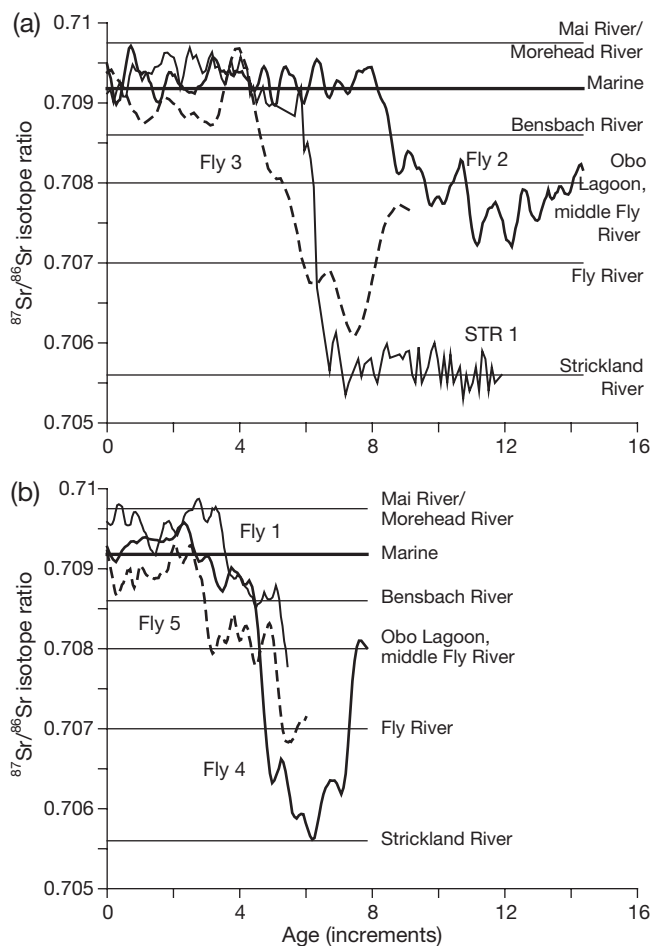 (a)
0.71
0.709
0.708
0.707
0.706
0.705
⁸⁷Sr/⁸⁶Sr isotope ratio
Mai River/
Morehead River
Marine
Bensbach River
Fly 3
Fly 2
Obo
Lagoon,
middle Fly
River
Fly River
STR 1
Strickland
River
0
4
8
12
16
(b)
0.71
0.709
0.708
0.707
0.706
0.705
⁸⁷Sr/⁸⁶Sr isotope ratio
Mai River/
Morehead River
Fly 1
Marine
Bensbach River
Fly 5
Obo Lagoon,
middle Fly River
Fly River
Fly 4
Strickland River
0
4
8
12
16
Age (increments)